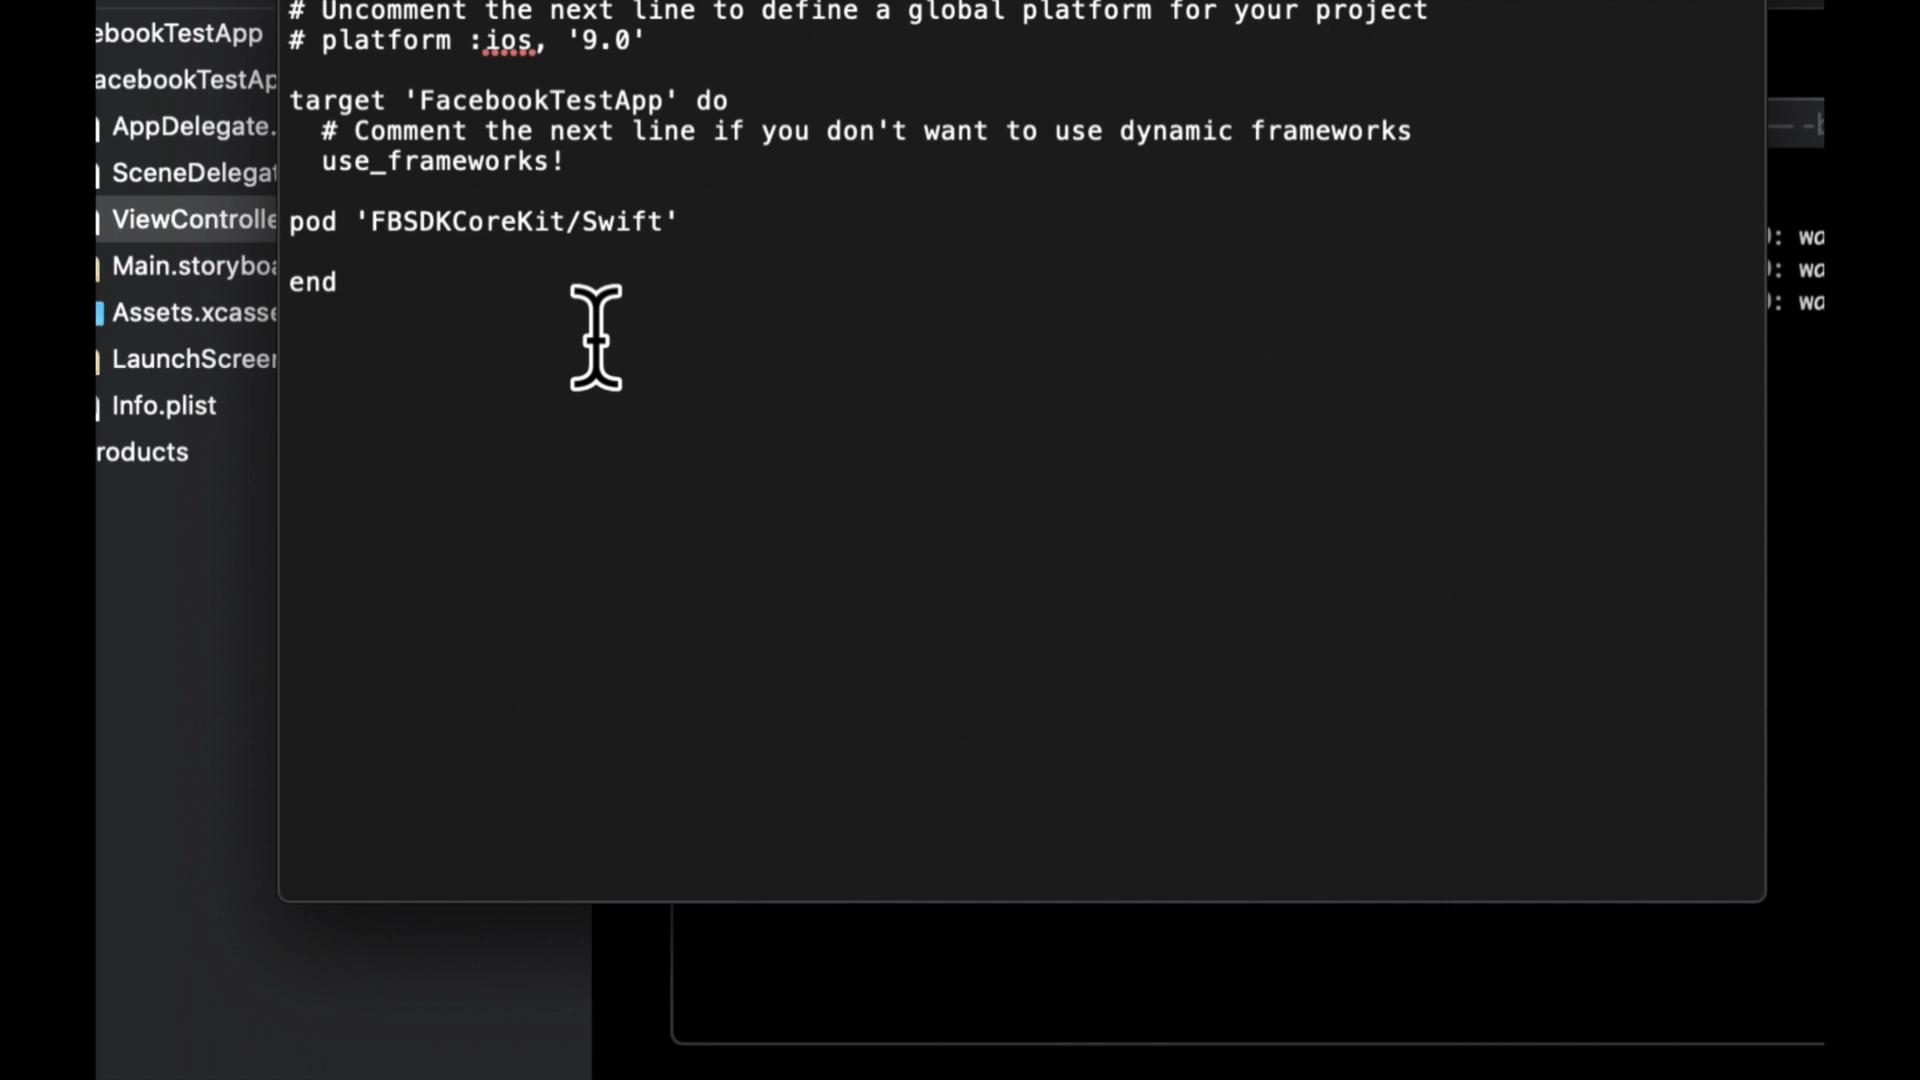 # Uncomment the next line to define a global platform for your project
# platform :ios, '9.0'
target 'FacebookTestApp' do
# Comment the next line if you don't want to use dynamic frameworks
use_frameworks!
pod 'FBSDKCoreKit/Swift'
end
ebookTestApp
acebookTestAp
AppDelegate.
SceneDelegat
ViewControlle
Main.storyboa
Assets.xcasse
LaunchScreen
Info.plist
roducts
): wa
): wa
): wa